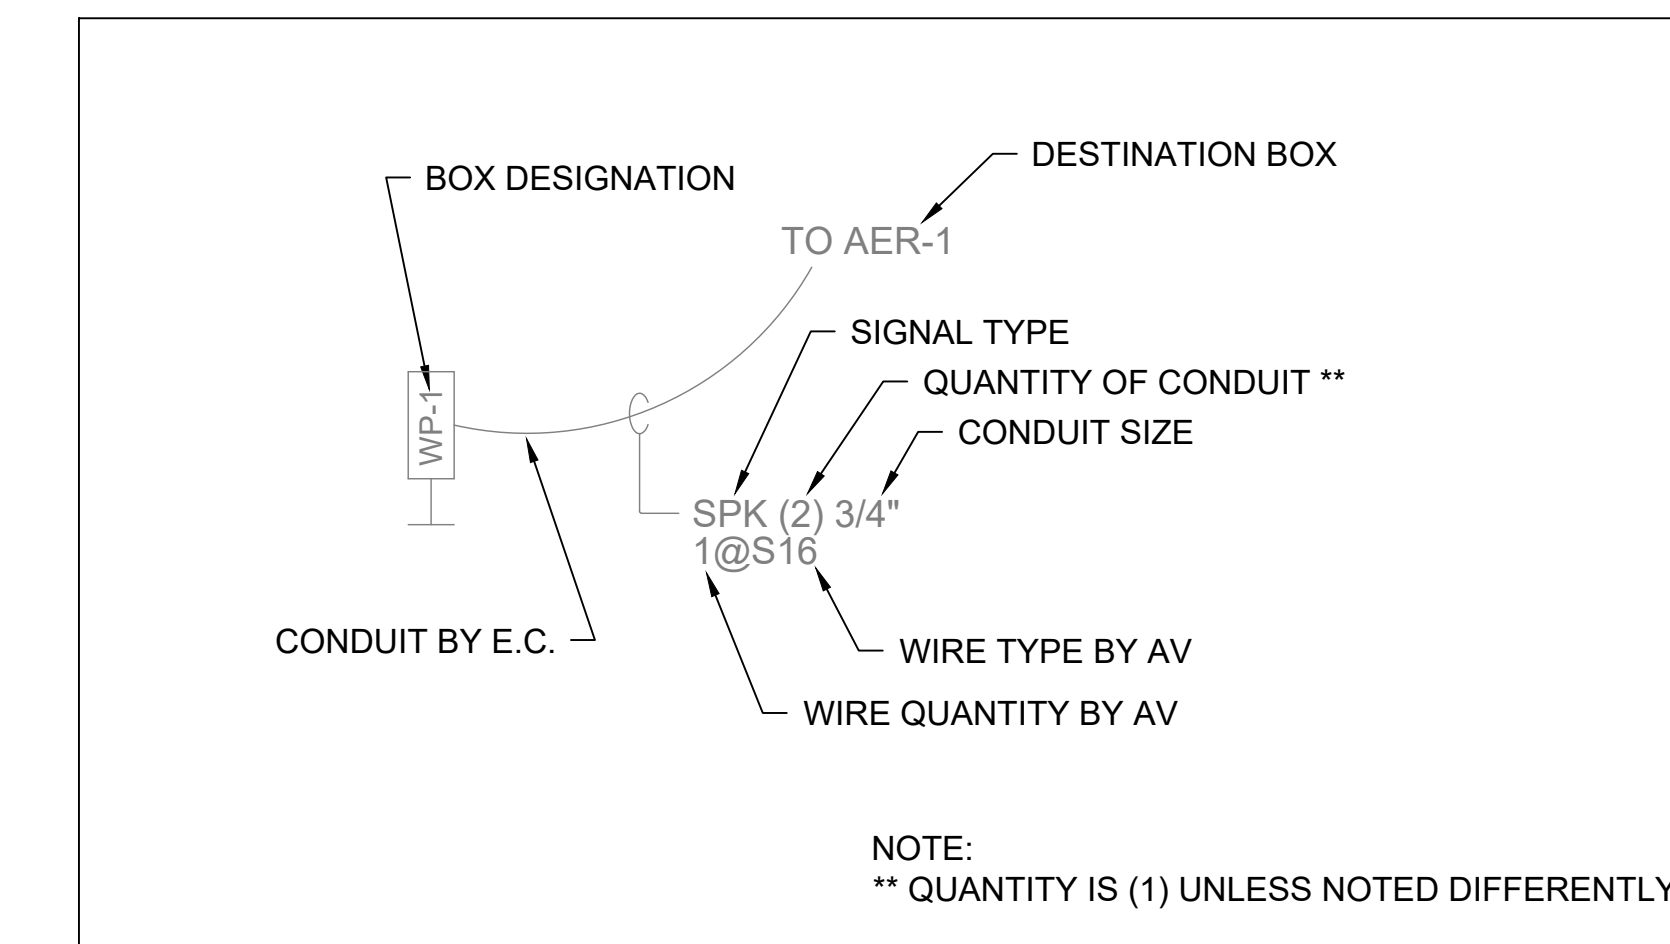 DESTINATION BOX
BOX DESIGNATION
TO AER-1
SIGNAL TYPE
QUANTITY OF CONDUIT **
WP-1
CONDUIT SIZE
SPK (2) 3/4"
1@S16
CONDUIT BY E.C.
WIRE TYPE BY AV
WIRE QUANTITY BY AV
NOTE:
** QUANTITY IS (1) UNLESS NOTED DIFFERENTLY